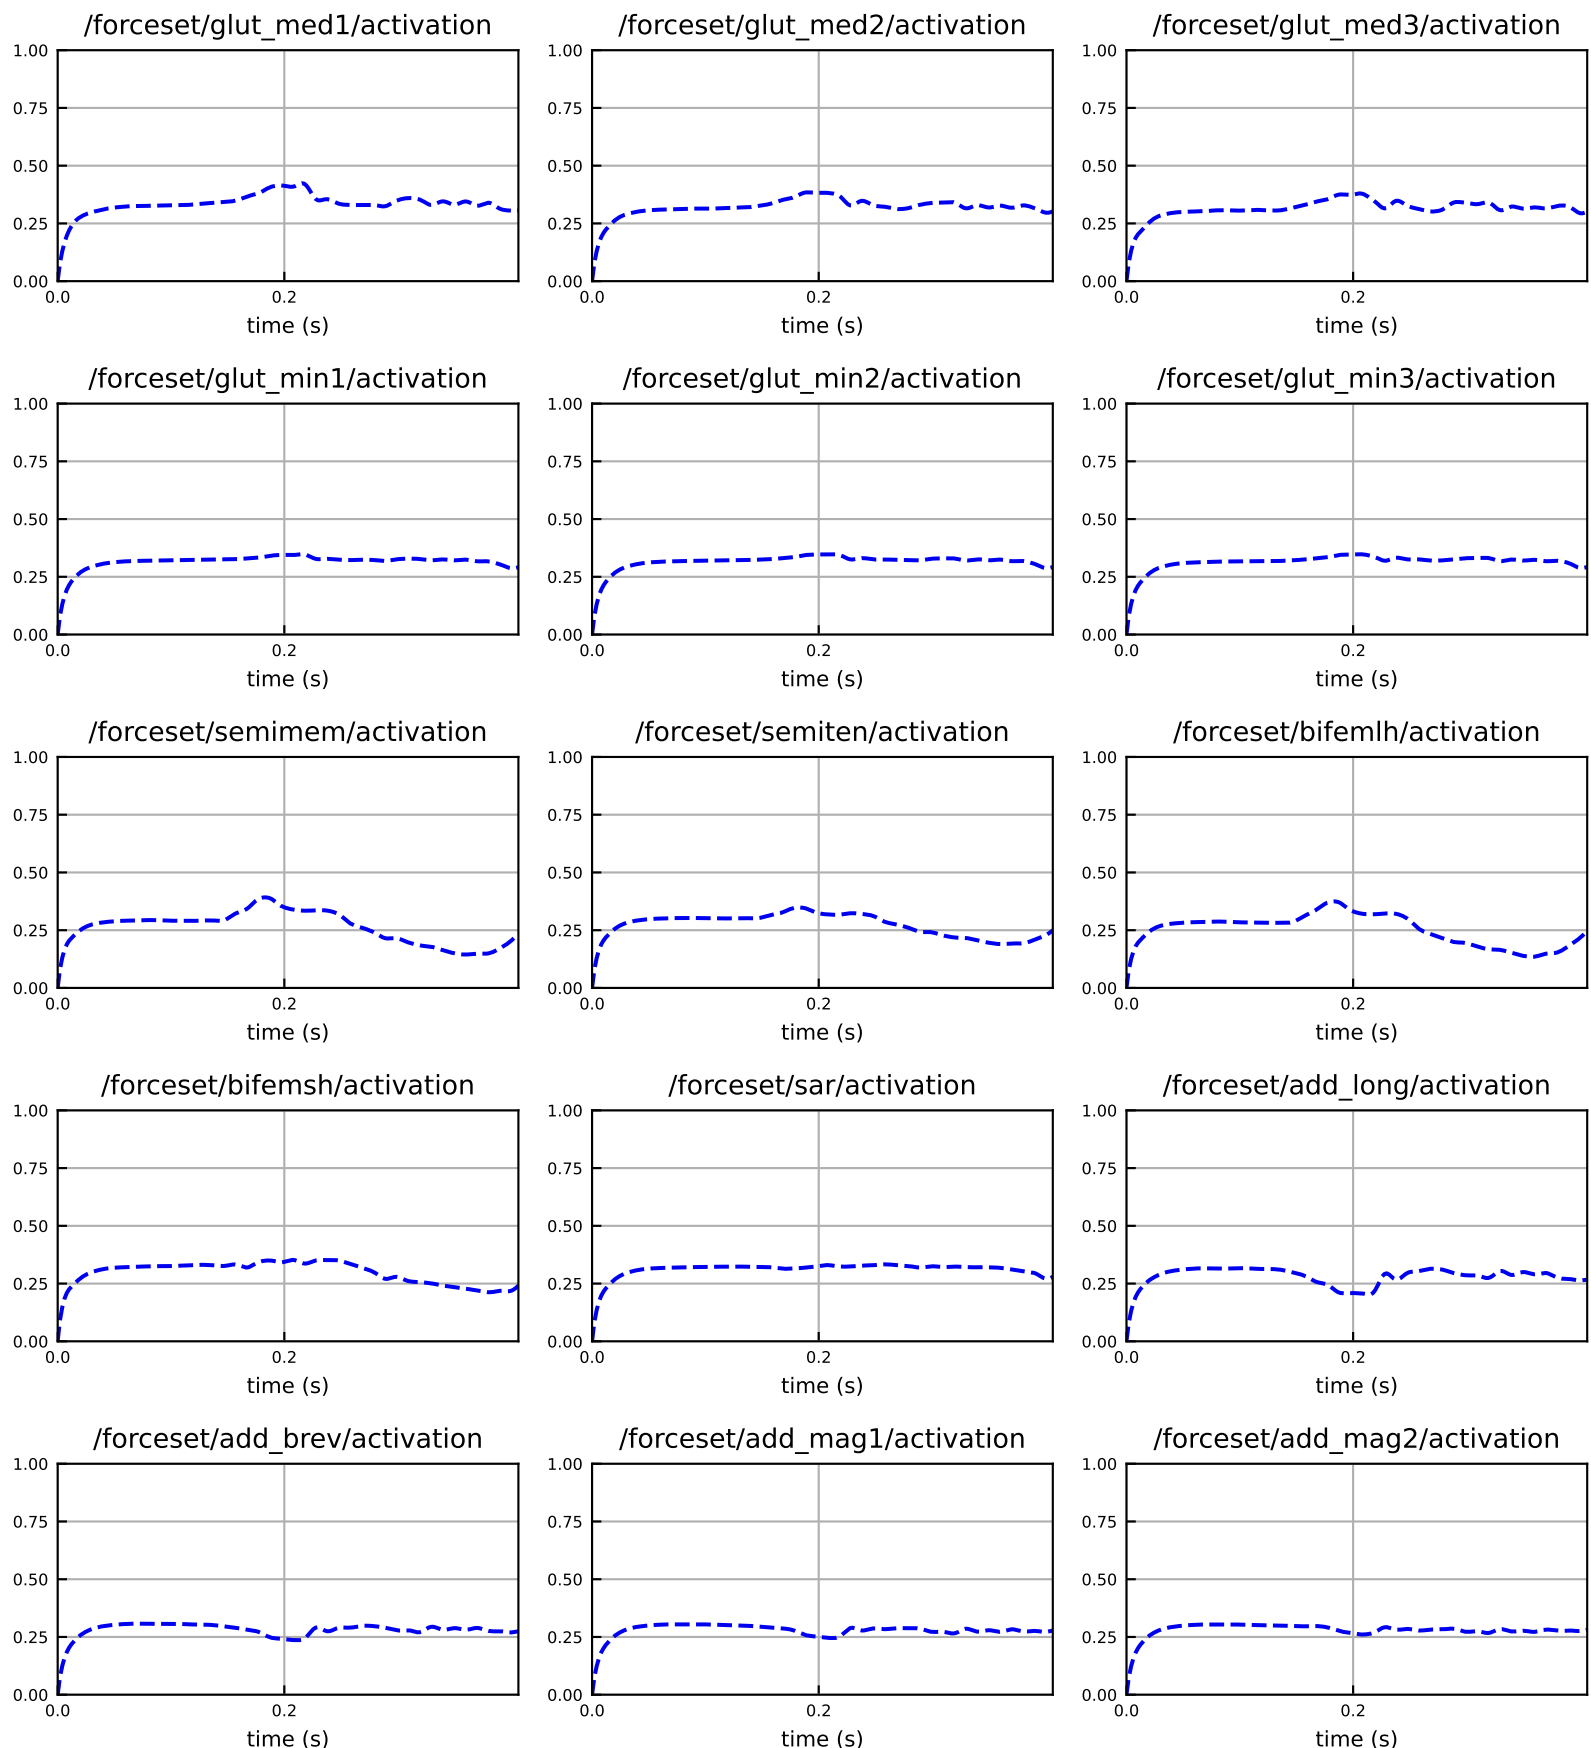 /forceset/glut_med1/activation /forceset/glut_med2/activation /forceset/glut_med3/activation
1.00 1.00 1.00
0.75 0.75 0.75
0.50 0.50 0.50
0.25 0.25 0.25
0.00 0.00 0.00
0.0 0.2 0.0 0.2 0.0 0.2
time (s) time (s) time (s)
/forceset/glut_min1/activation /forceset/glut_min2/activation /forceset/glut_min3/activation
1.00 1.00 1.00
0.75 0.75 0.75
0.50 0.50 0.50
0.25 0.25 0.25
0.00 0.00 0.00
0.0 0.2 0.0 0.2 0.0 0.2
time (s) time (s) time (s)
/forceset/semimem/activation /forceset/semiten/activation /forceset/bifemlh/activation
1.00 1.00 1.00
0.75 0.75 0.75
0.50 0.50 0.50
0.25 0.25 0.25
0.00 0.00 0.00
0.0 0.2 0.0 0.2 0.0 0.2
time (s) time (s) time (s)
/forceset/bifemsh/activation /forceset/sar/activation /forceset/add_long/activation
1.00 1.00 1.00
0.75 0.75 0.75
0.50 0.50 0.50
0.25 0.25 0.25
0.00 0.00 0.00
0.0 0.2 0.0 0.2 0.0 0.2
time (s) time (s) time (s)
/forceset/add_brev/activation /forceset/add_mag1/activation /forceset/add_mag2/activation
1.00 1.00 1.00
0.75 0.75 0.75
0.50 0.50 0.50
0.25 0.25 0.25
0.00 0.00 0.00
0.0 0.2 0.0 0.2 0.0 0.2
time (s) time (s) time (s)